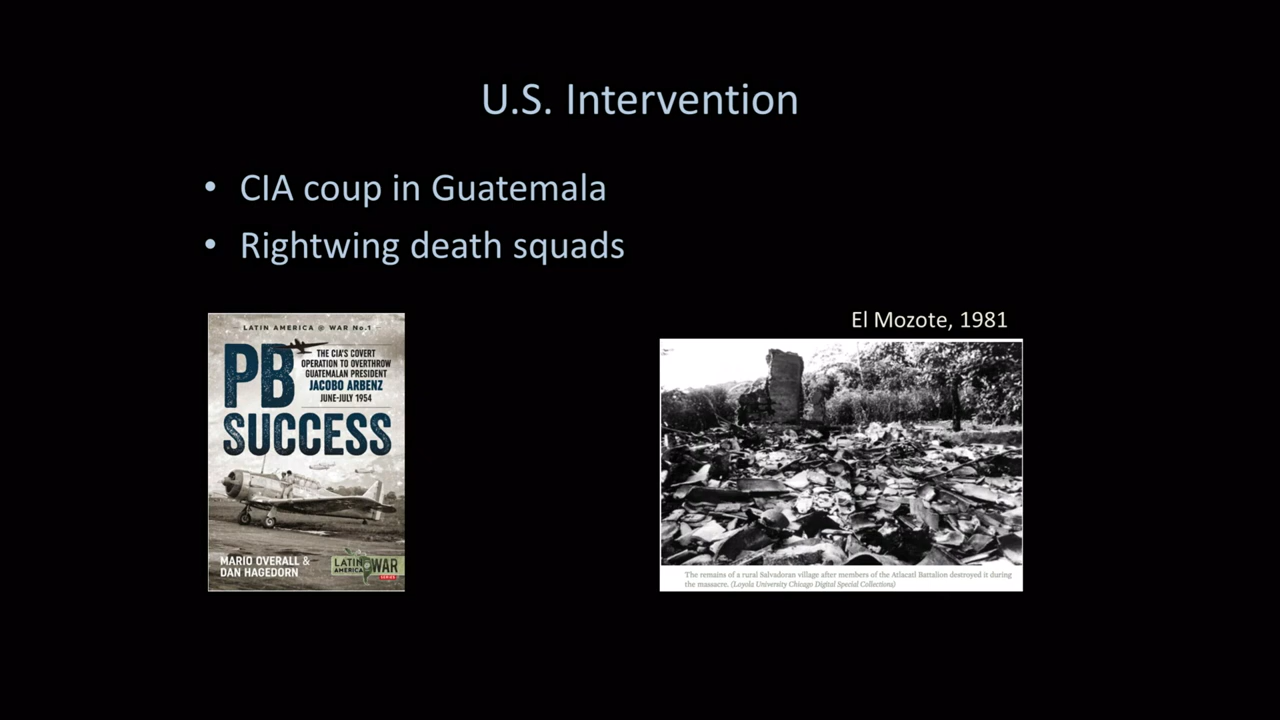 U.S. Intervention
• CIA coup in Guatemala
• Rightwing death squads
LATIN AMERICA @ WAR No.1
PB
THE CIA'S COVERT
OPERATION TO OVERTHROW
GUATEMALAN PRESIDENT
JACOBO ARBENZ
JUNE-JULY 1954
SUCCESS
MARIO OVERALL &
DAN HAGEDORN
LATIN
AMERICA@WAR
SERIES
El Mozote, 1981
The remains of a rural Salvadoran village after members of the Atlacatl Battalion destroyed it during
the massacre. (Loyola University Chicago Digital Special Collections)